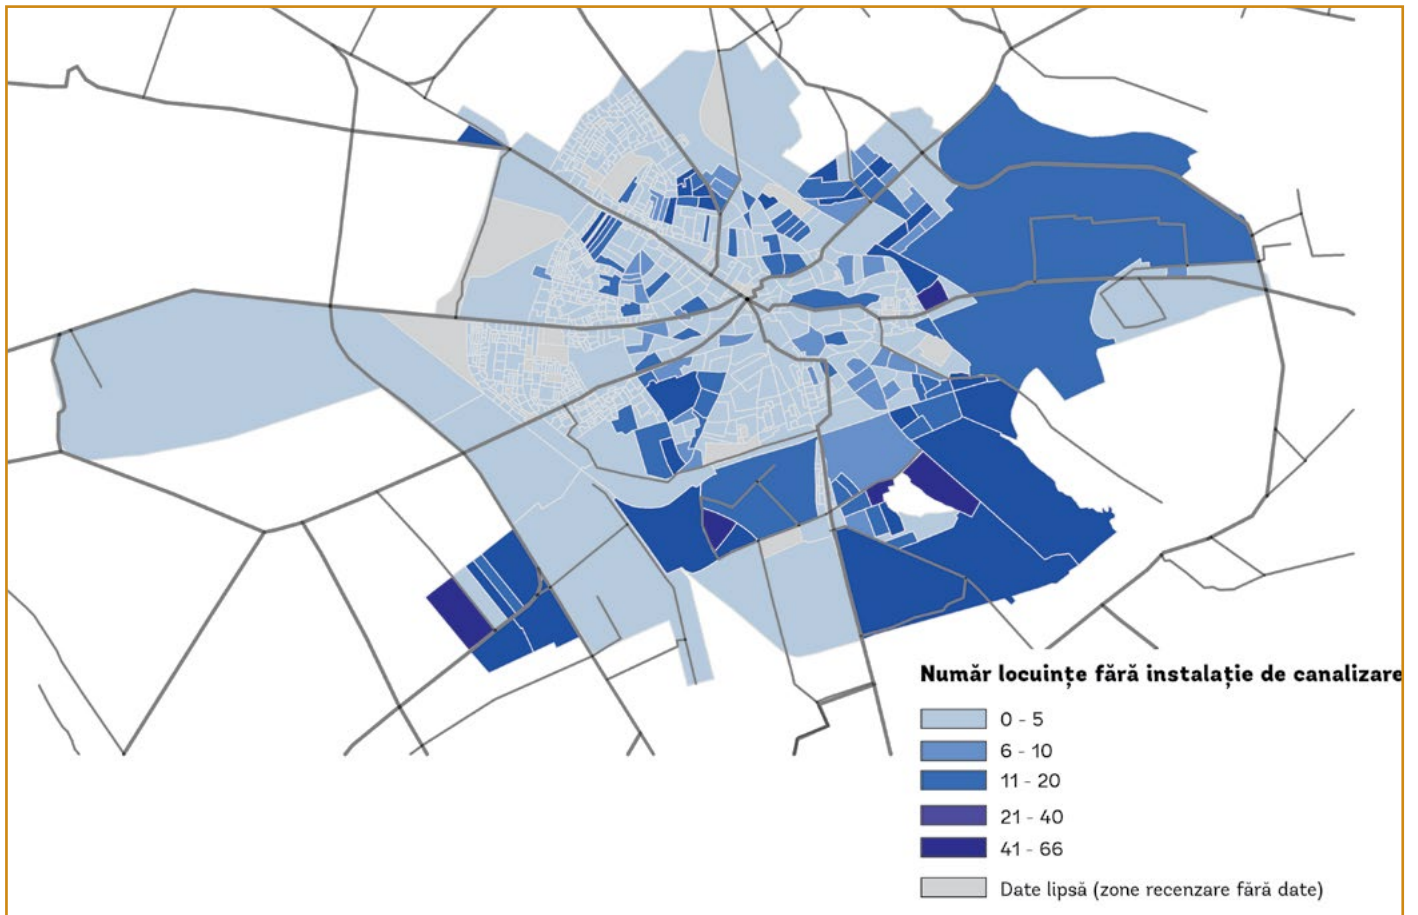 Număr locuințe fără instalație de canalizare
0 - 5
6 - 10
11 - 20
21 - 40
41 - 66
Date lipsă (zone recenzare fără date)